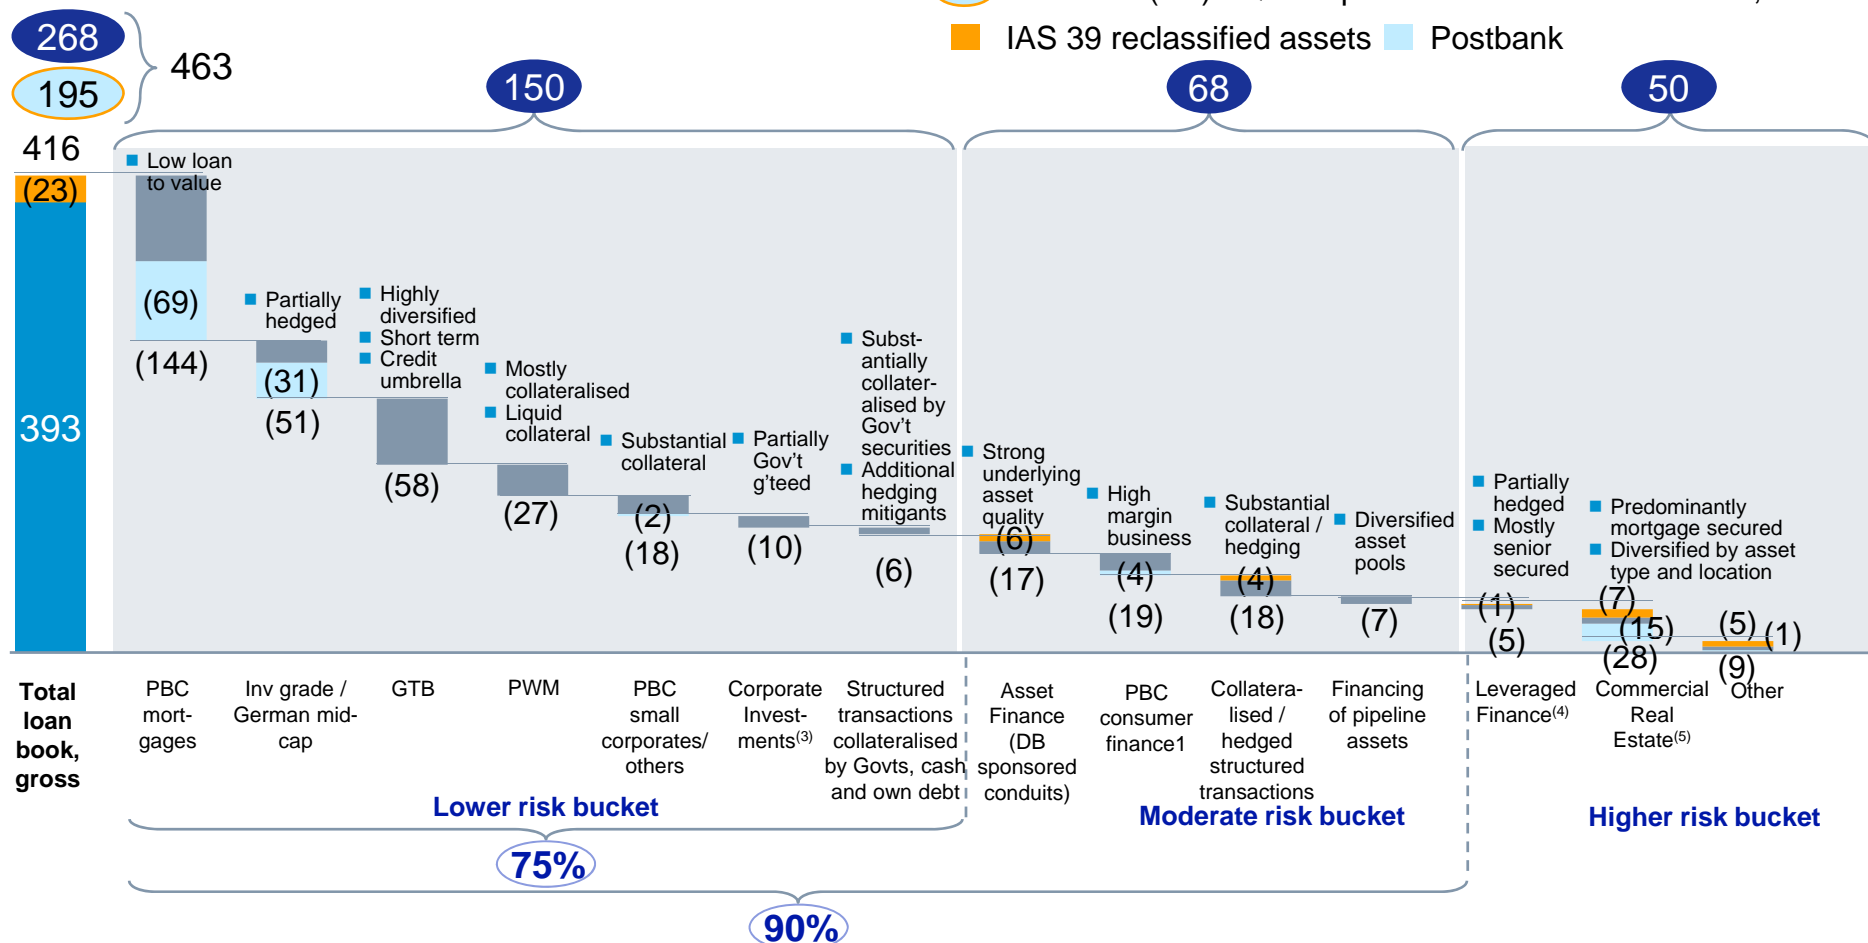 268
195
463
IAS 39 reclassified assets
Postbank
150
68
50
416
(23)
393
Low loan
to value
(69)
(144)
Partially
hedged
(31)
(51)
Highly
diversified
Short term
Credit
umbrella
(58)
Mostly
collateralised
Liquid
collateral
(27)
Substantial
collateral
(2)
(18)
Partially
Gov't
g'teed
(10)
Subst-
antially
collater-
alised by
Gov't
securities
Additional
hedging
mitigants
(6)
Strong
underlying
asset
quality
(6)
(17)
High
margin
business
(4)
(19)
Substantial
collateral /
hedging
(4)
(18)
Diversified
asset
pools
(7)
Partially
hedged
Mostly
senior
secured
(1)
(5)
Predominantly
mortgage secured
Diversified by asset
type and location
(7)
(15)
(28)
(5)
(1)
(9)
Total
loan
book,
gross
PBC
mort-
gages
Inv grade /
German mid-
cap
GTB
PWM
PBC
small
corporates/
others
Corporate
Invest-
ments(3)
Structured
transactions
collateralised
by Govts, cash
and own debt
Asset
Finance
(DB
sponsored
conduits)
PBC
consumer
finance1
Collatera-
lised /
hedged
structured
transactions
Financing
of pipeline
assets
Leveraged
Finance(4)
Commercial
Real
Estate(5)
Other
Lower risk bucket
Moderate risk bucket
Higher risk bucket
75%
90%